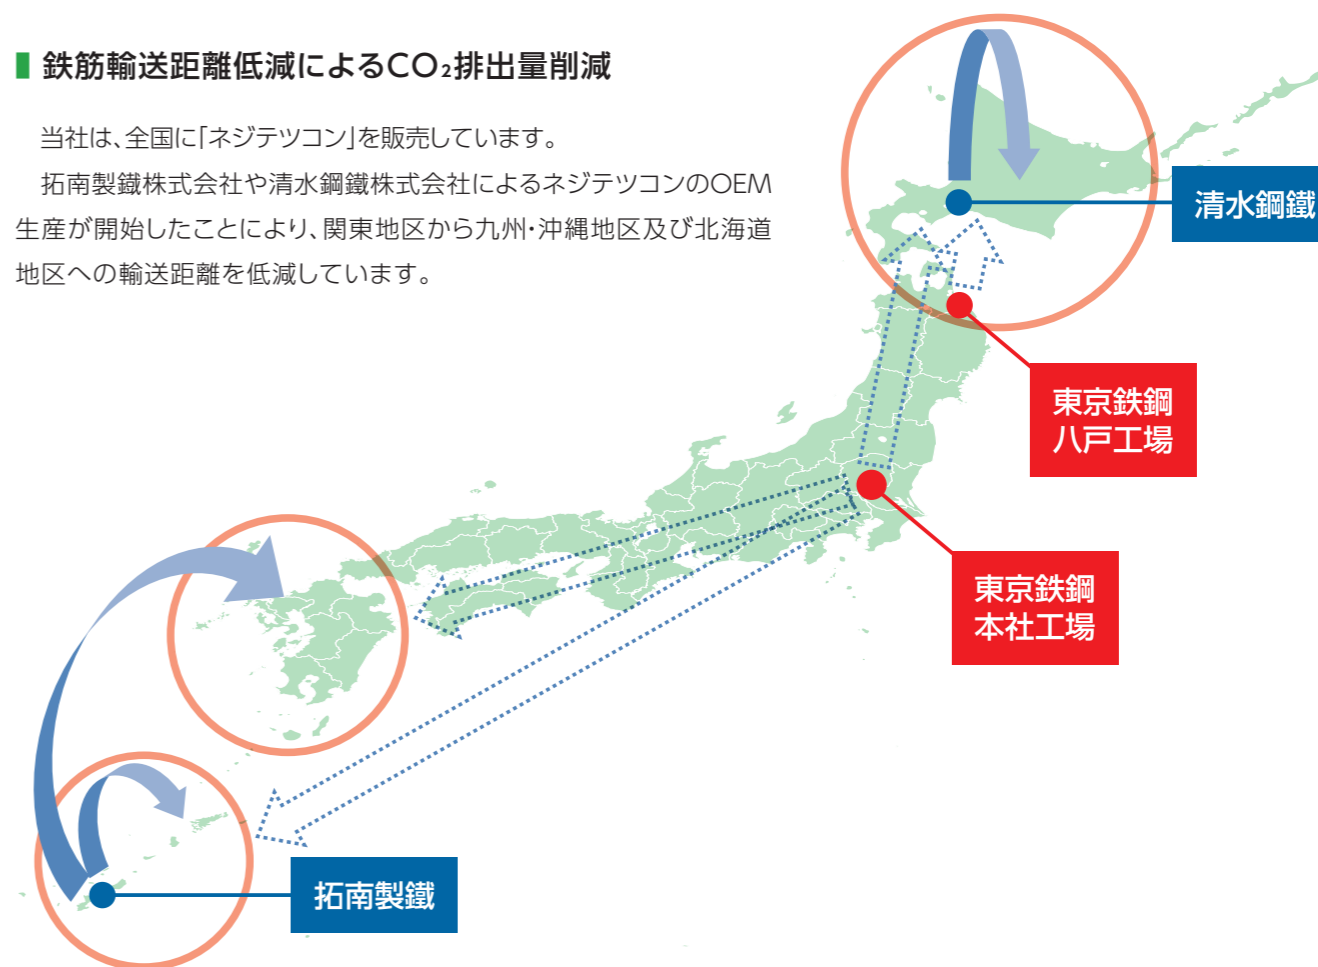 鉄筋輸送距離低減によるCO₂排出量削減
当社は、全国に「ネジテツコン」を販売しています。
拓南製鐵株式会社や清水鋼鐵株式会社によるネジテツコンのOEM
生産が開始したことにより、関東地区から九州・沖縄地区及び北海道
地区への輸送距離を低減しています。
清水鋼鐵
東京鉄鋼
八戸工場
東京鉄鋼
本社工場
拓南製鐵